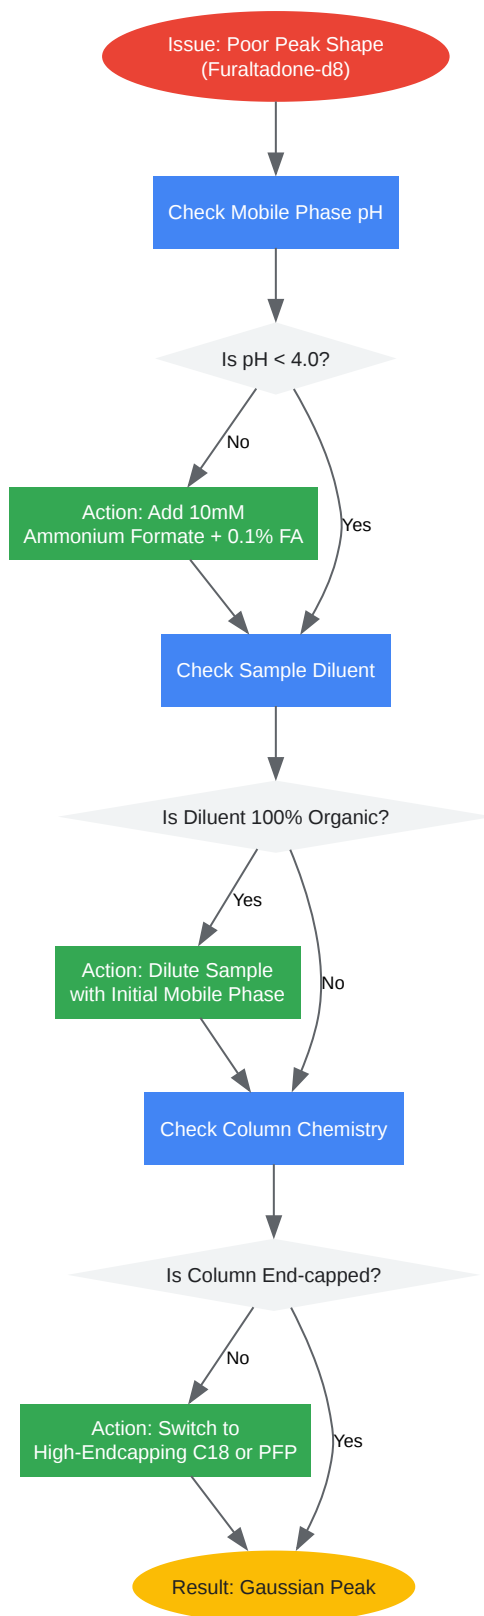 Issue: Poor Peak Shape
(Furaltadone-d8)
Check Mobile Phase pH
Is pH < 4.0?
No
Yes
Action: Add 10mM
Ammonium Formate + 0.1% FA
Check Sample Diluent
Is Diluent 100% Organic?
Yes
No
Action: Dilute Sample
with Initial Mobile Phase
Check Column Chemistry
Is Column End-capped?
No
Yes
Action: Switch to
High-Endcapping C18 or PFP
Result: Gaussian Peak